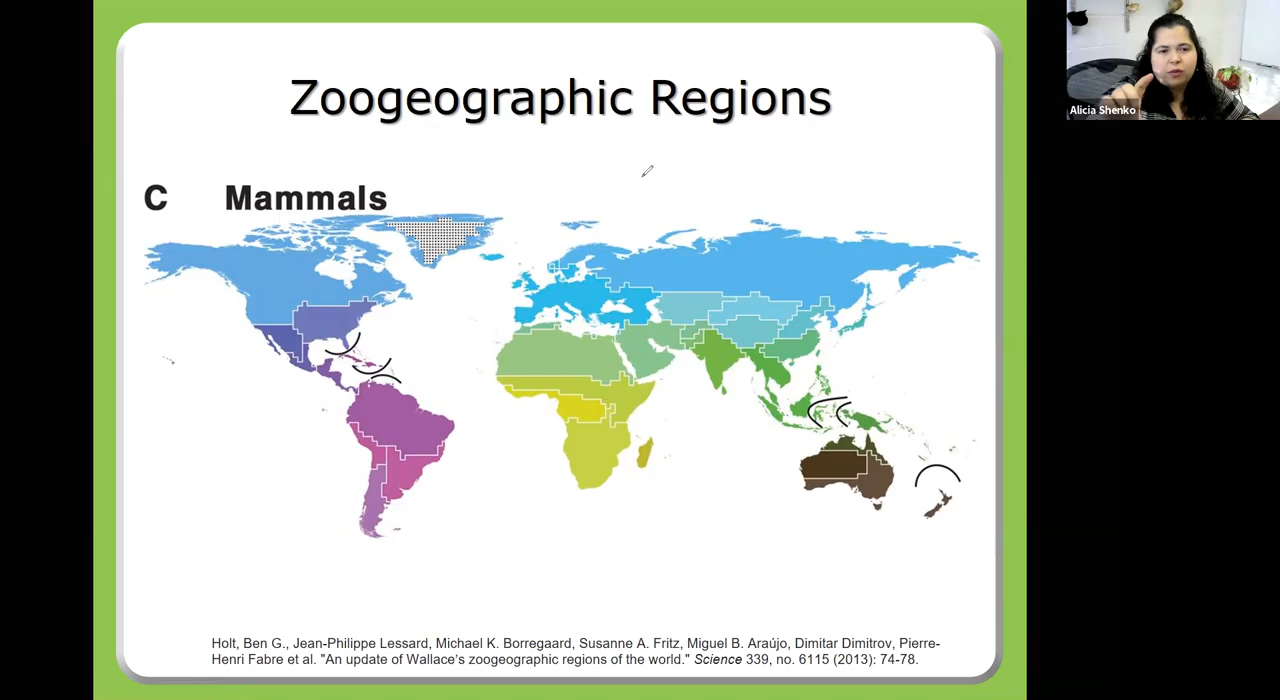 Zoogeographic Regions
Alicia Shenko
C Mammals
Holt, Ben G., Jean-Philippe Lessard, Michael K. Borregaard, Susanne A. Fritz, Miguel B. Araújo, Dimitar Dimitrov, Pierre-
Henri Fabre et al. "An update of Wallace's zoogeographic regions of the world." Science 339, no. 6115 (2013): 74-78.